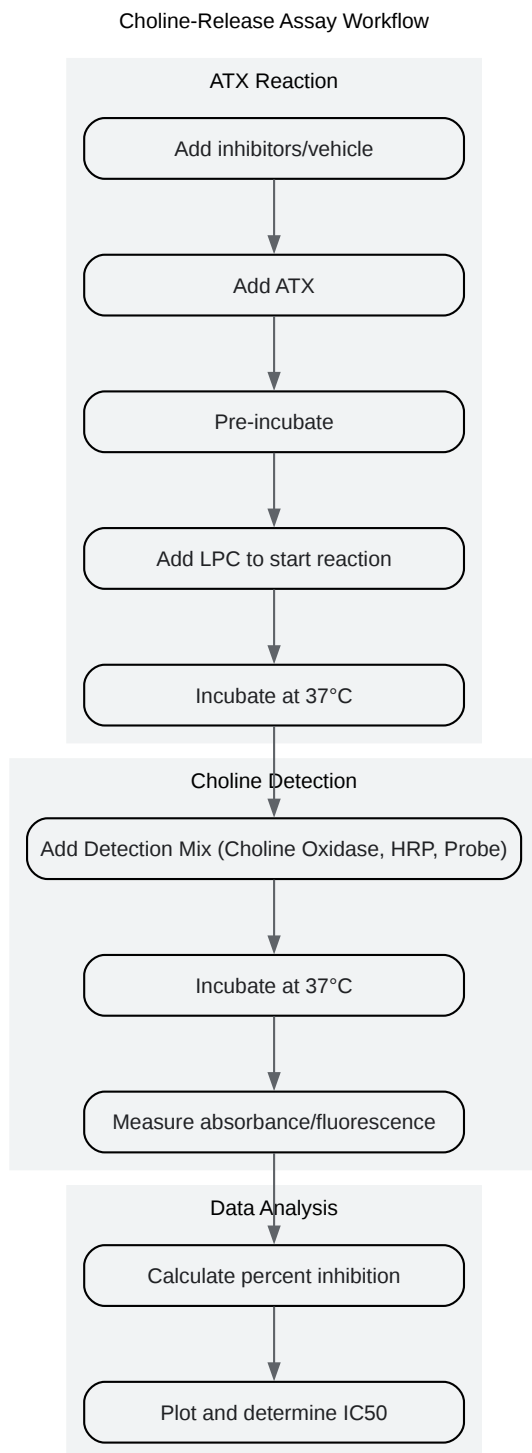 Choline-Release Assay Workflow
ATX Reaction
Add inhibitors/vehicle
Add ATX
Pre-incubate
Add LPC to start reaction
Incubate at 37°C
Choline Detection
Add Detection Mix (Choline Oxidase, HRP, Probe)
Incubate at 37°C
Measure absorbance/fluorescence
Data Analysis
Calculate percent inhibition
Plot and determine IC50